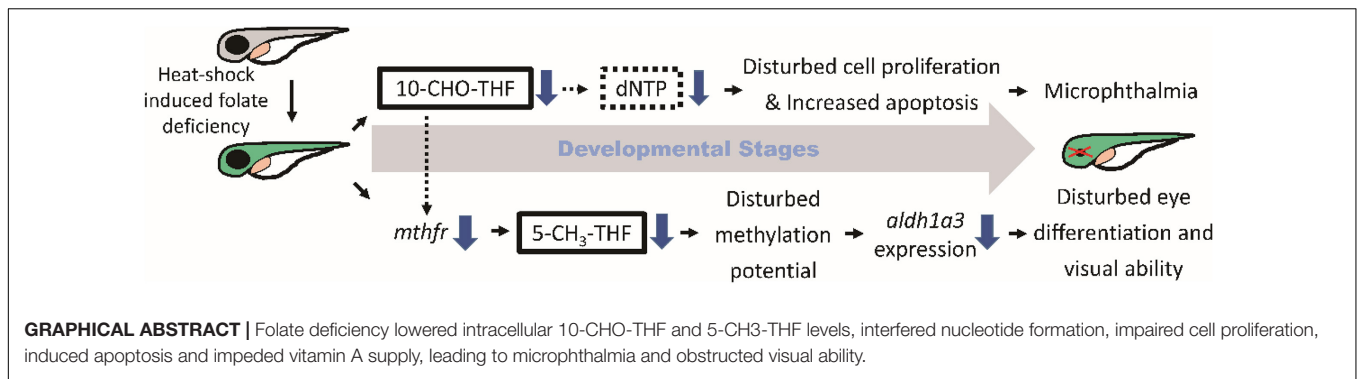 Heat-shock
induced folate
deficiency
10-CHO-THF
dNTP
Disturbed cell proliferation
& Increased apoptosis
Microphthalmia
Developmental Stages
mthfr
5-CH₃-THF
Disturbed
methylation
potential
aldh1a3
expression
Disturbed eye
differentiation and
visual ability
GRAPHICAL ABSTRACT | Folate deficiency lowered intracellular 10-CHO-THF and 5-CH3-THF levels, interfered nucleotide formation, impaired cell proliferation,
induced apoptosis and impeded vitamin A supply, leading to microphthalmia and obstructed visual ability.